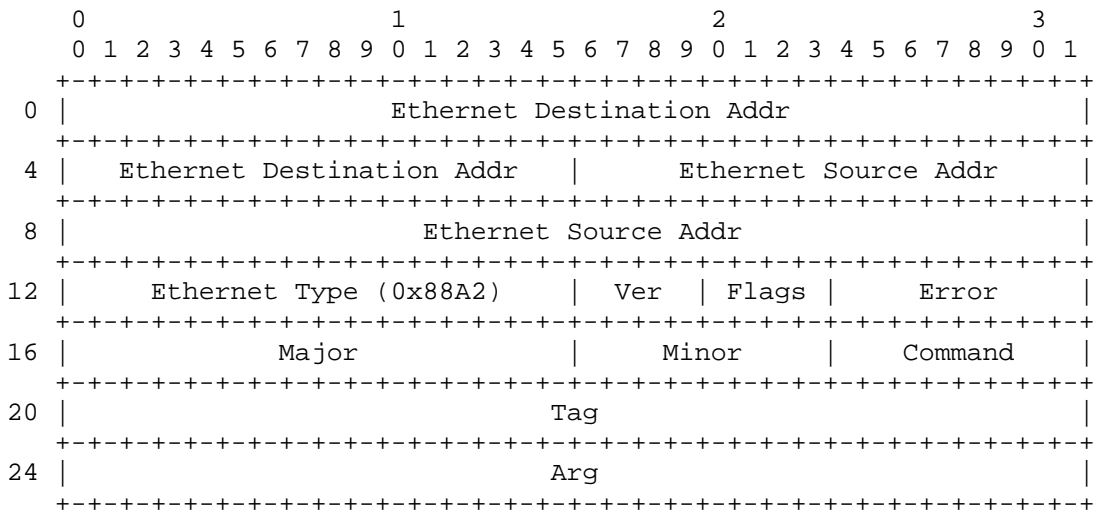 0                   1                   2                   3
    0 1 2 3 4 5 6 7 8 9 0 1 2 3 4 5 6 7 8 9 0 1 2 3 4 5 6 7 8 9 0 1
   +-+-+-+-+-+-+-+-+-+-+-+-+-+-+-+-+-+-+-+-+-+-+-+-+-+-+-+-+-+-+-+-+
 0 |                    Ethernet Destination Addr                  |
   +-+-+-+-+-+-+-+-+-+-+-+-+-+-+-+-+-+-+-+-+-+-+-+-+-+-+-+-+-+-+-+-+
 4 |   Ethernet Destination Addr   |      Ethernet Source Addr     |
   +-+-+-+-+-+-+-+-+-+-+-+-+-+-+-+-+-+-+-+-+-+-+-+-+-+-+-+-+-+-+-+-+
 8 |                      Ethernet Source Addr                     |
   +-+-+-+-+-+-+-+-+-+-+-+-+-+-+-+-+-+-+-+-+-+-+-+-+-+-+-+-+-+-+-+-+
12 |     Ethernet Type (0x88A2)    |  Ver  | Flags |     Error     |
   +-+-+-+-+-+-+-+-+-+-+-+-+-+-+-+-+-+-+-+-+-+-+-+-+-+-+-+-+-+-+-+-+
16 |             Major             |     Minor     |    Command    |
   +-+-+-+-+-+-+-+-+-+-+-+-+-+-+-+-+-+-+-+-+-+-+-+-+-+-+-+-+-+-+-+-+
20 |                              Tag                              |
   +-+-+-+-+-+-+-+-+-+-+-+-+-+-+-+-+-+-+-+-+-+-+-+-+-+-+-+-+-+-+-+-+
24 |                              Arg                              |
   +-+-+-+-+-+-+-+-+-+-+-+-+-+-+-+-+-+-+-+-+-+-+-+-+-+-+-+-+-+-+-+-+